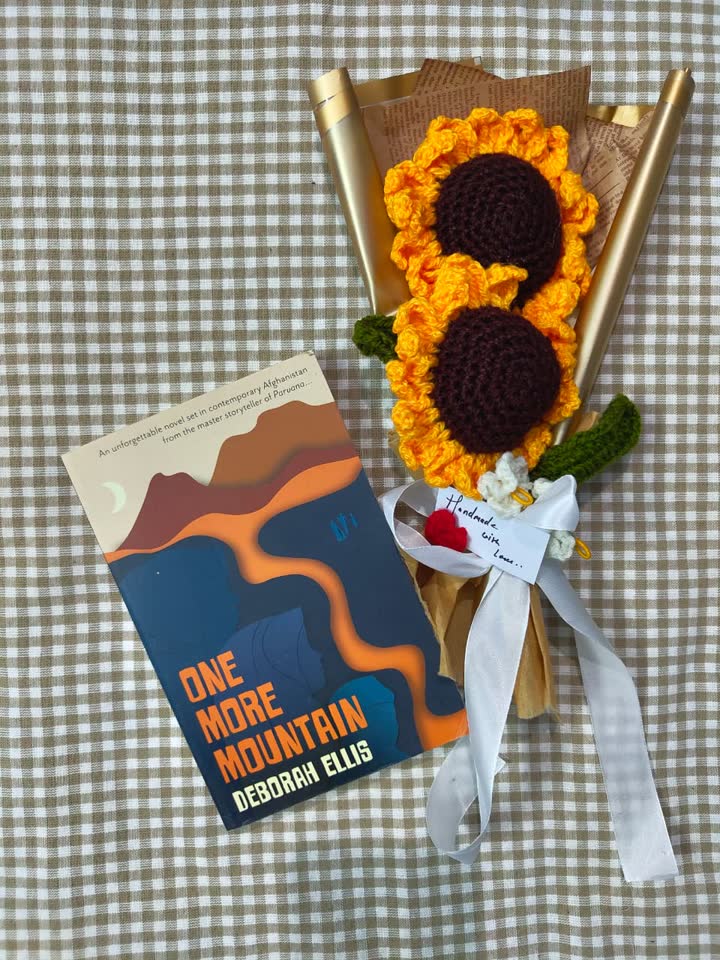 An unforgettable novel set in contemporary Afghanistan
from the master storyteller of Parvana...
ONE
MORE
MOUNTAIN
DEBORAH ELLIS
Handmade
with
Love..